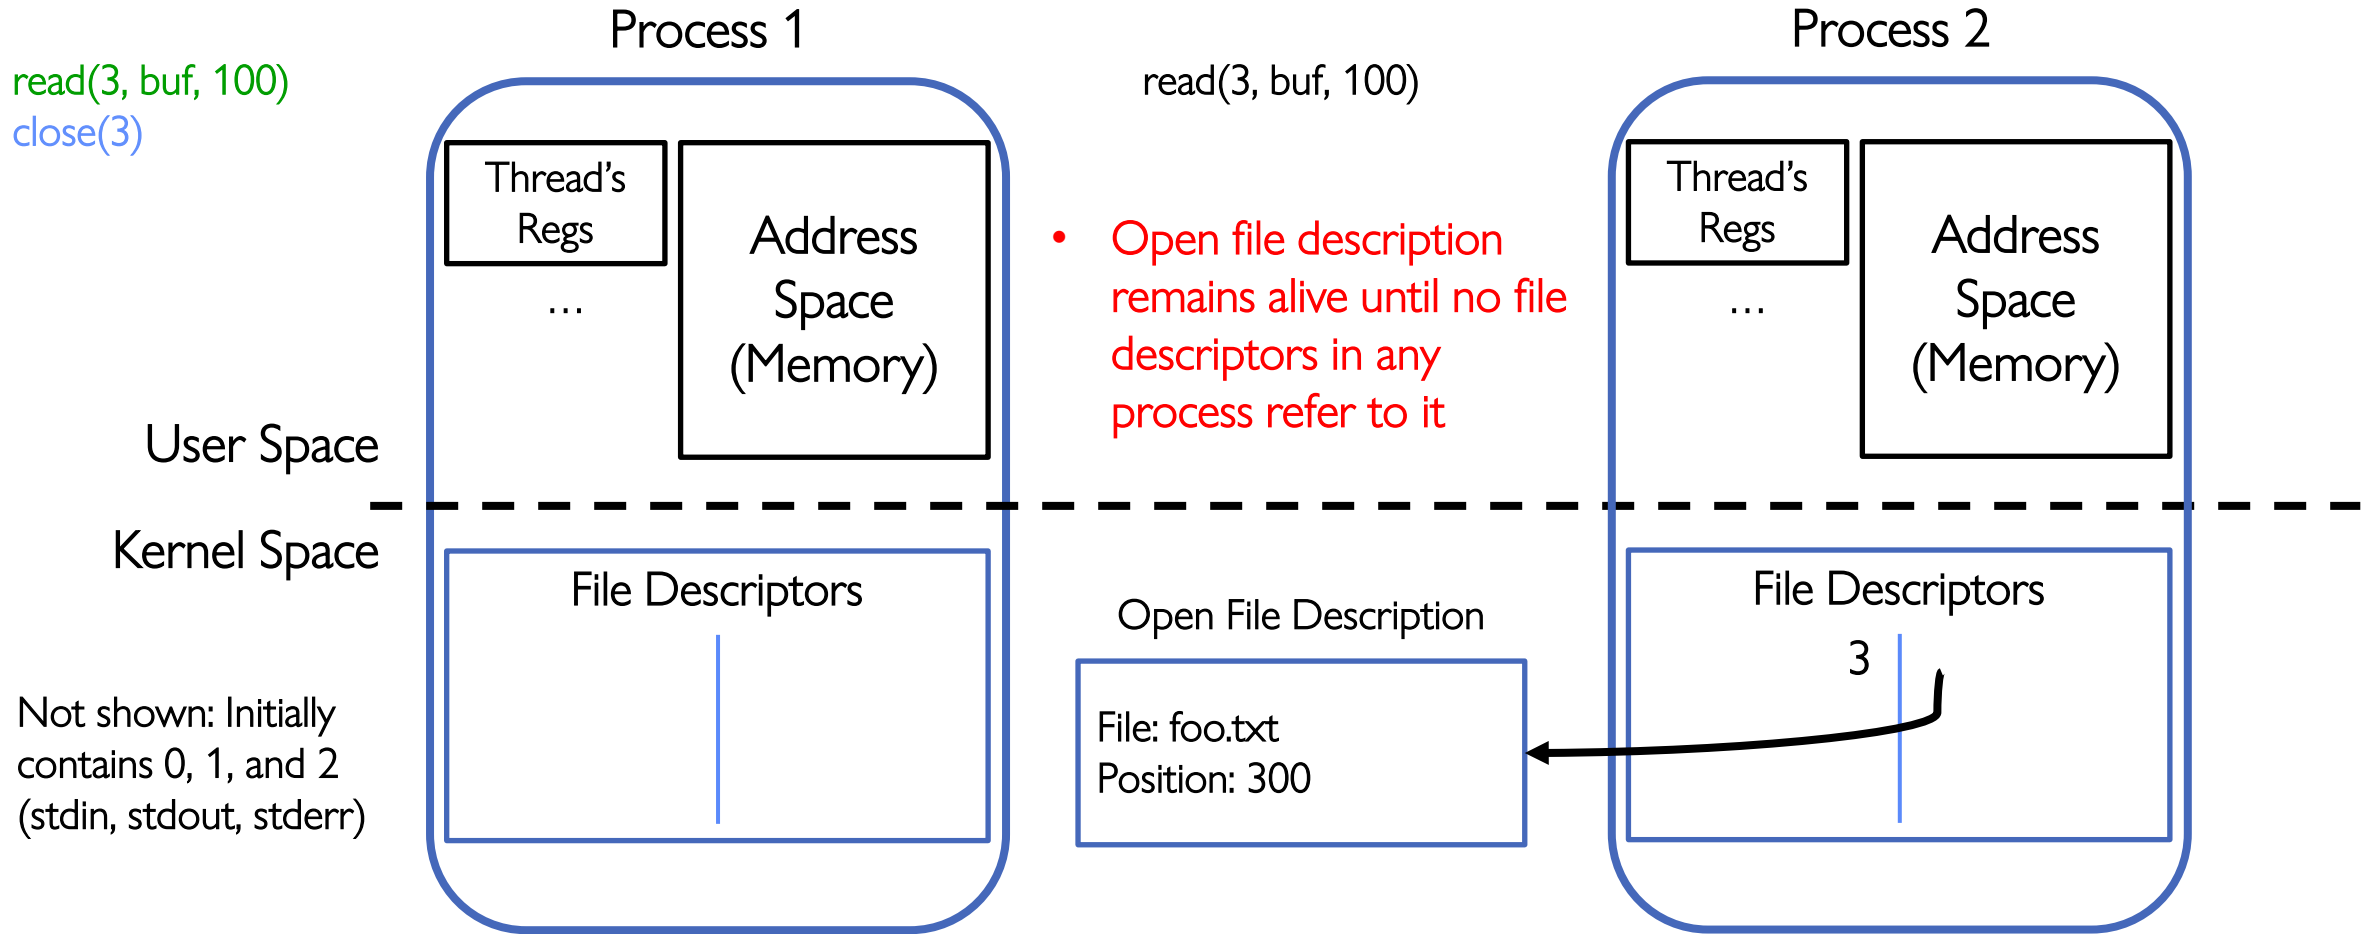 Process 1
Process 2
read(3, buf, 100)
close(3)
read(3, buf, 100)
Thread’s
Regs
…
Address
Space
(Memory)
• Open file description
remains alive until no file
descriptors in any
process refer to it
Thread’s
Regs
…
Address
Space
(Memory)
User Space
Kernel Space
File Descriptors
Open File Description
File: foo.txt
Position: 300
File Descriptors
3
Not shown: Initially
contains 0, 1, and 2
(stdin, stdout, stderr)